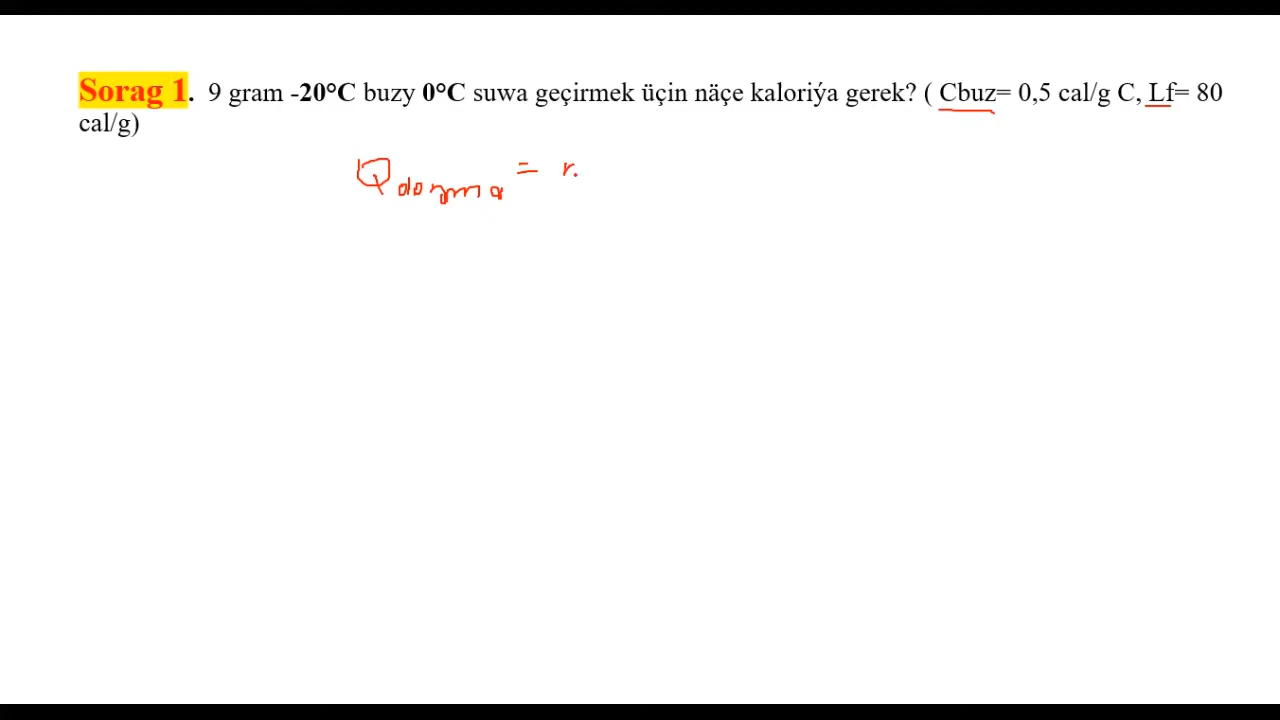 Sorag 1. 9 gram -20°C buzy 0°C suwa geçirmek üçin näçe kaloriýa gerek? ( Cbuz= 0,5 cal/g C, Lf= 80
cal/g)
Q = r.